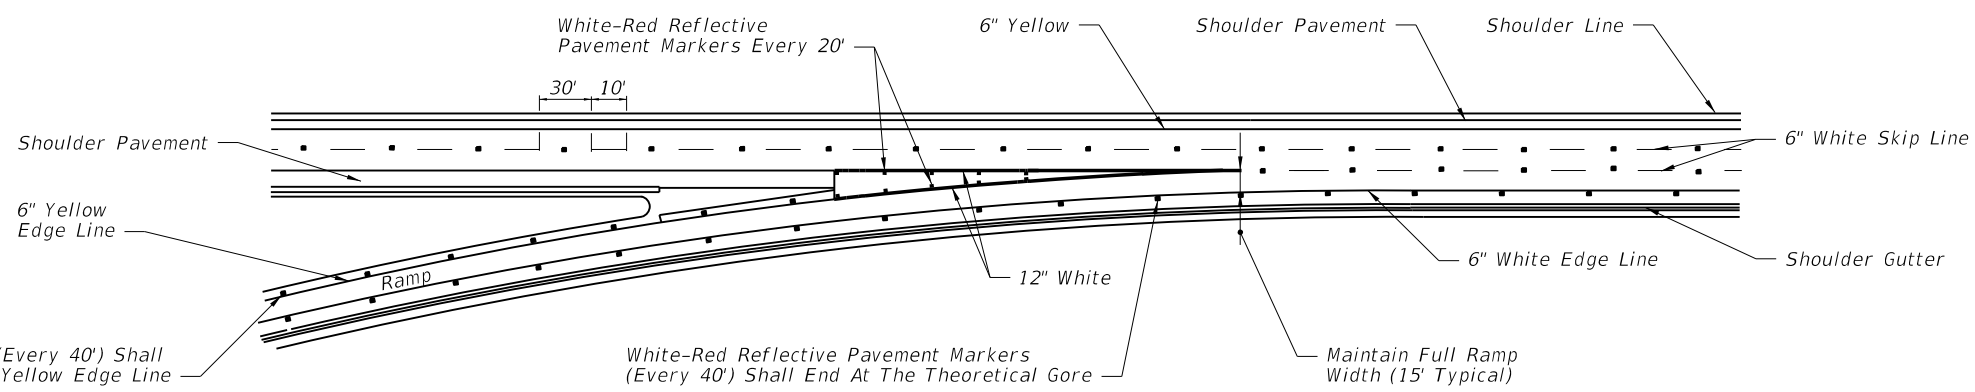 White-Red Reflective
Pavement Markers Every 20'
6" Yellow
Shoulder Pavement
Shoulder Line
30'
10'
Shoulder Pavement
6" White Skip Line
6" Yellow
Edge Line
Ramp
12" White
6" White Edge Line
Shoulder Gutter
(Every 40') Shall
Yellow Edge Line
White-Red Reflective Pavement Markers
(Every 40') Shall End At The Theoretical Gore
Maintain Full Ramp
Width (15' Typical)